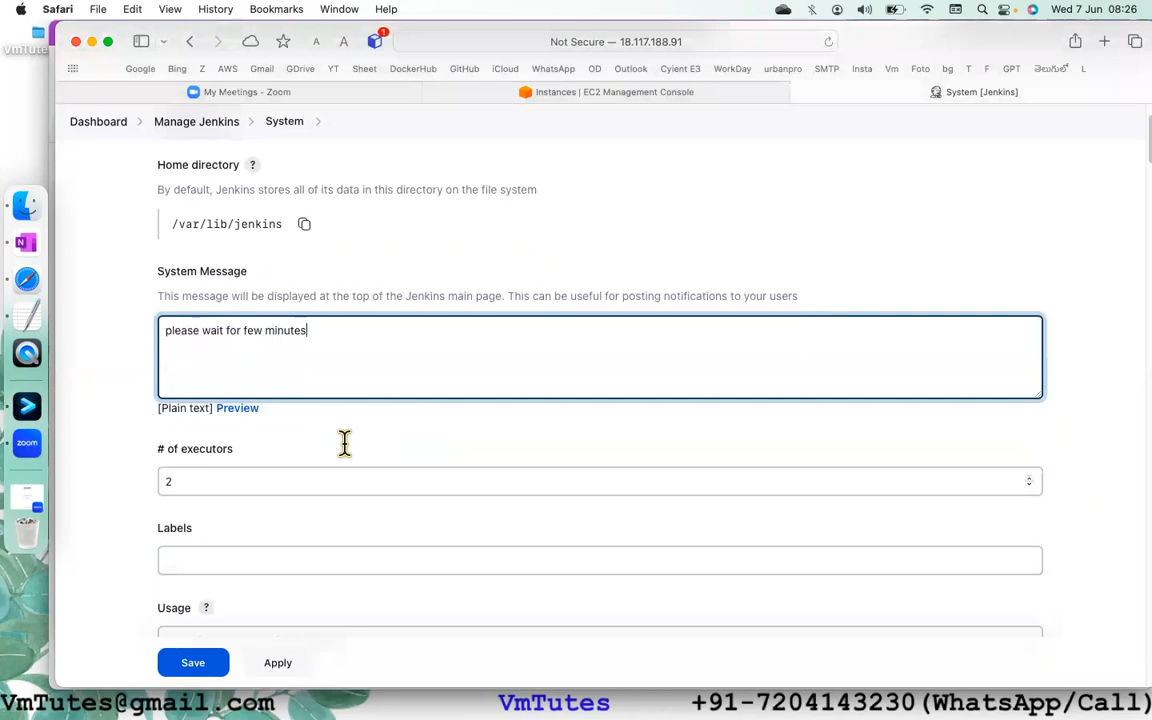 Safari File Edit View History Bookmarks Window Help Wed 7 Jun 08:26
VmTutes
A A 1 Not Secure — 18.117.188.91
Google Bing Z AWS Gmail GDrive YT Sheet DockerHub GitHub iCloud WhatsApp OD Outlook Cyient E3 WorkDay urbanpro SMTP Insta Vm Foto bg T F GPT తెలుగులో L
My Meetings - Zoom Instances | EC2 Management Console System [Jenkins]
Dashboard Manage Jenkins System
Home directory ?
By default, Jenkins stores all of its data in this directory on the file system
/var/lib/jenkins
System Message
This message will be displayed at the top of the Jenkins main page. This can be useful for posting notifications to your users
please wait for few minutes
[Plain text] Preview
# of executors
2
zoom
Labels
Usage ?
Save Apply
VmTutes@gmail.com VmTutes +91-7204143230(WhatsApp/Call)